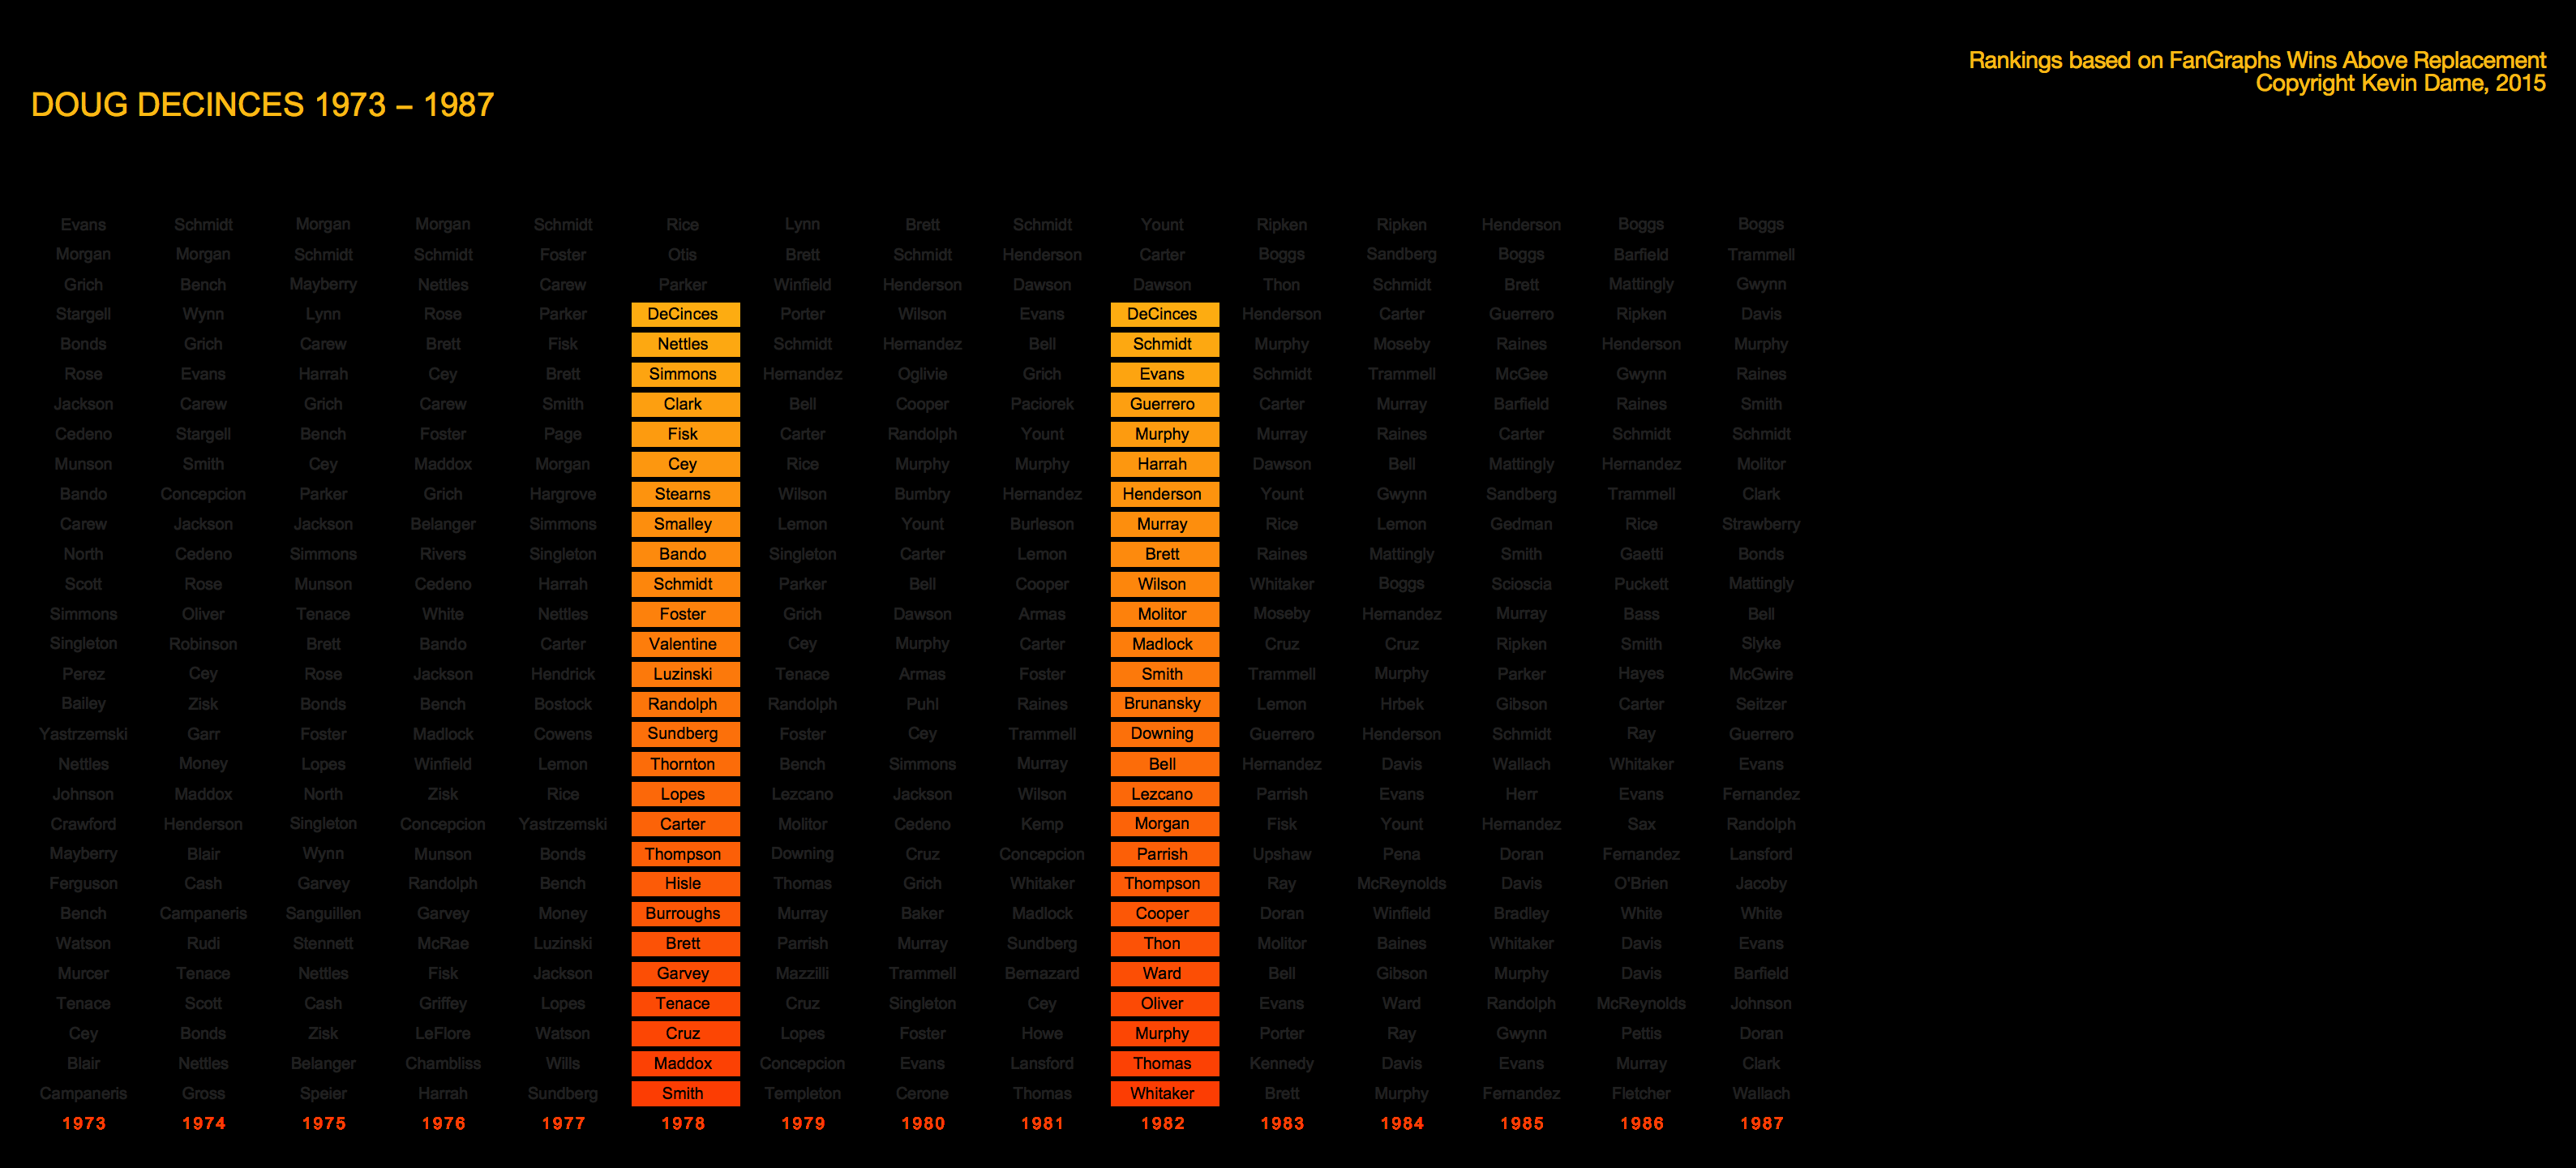 Rankings based on FanGraphs Wins Above Replacement
Copyright Kevin Dame, 2015
DOUG DECINCES 1973 – 1987
Evans Schmidt Morgan Morgan Schmidt Rice Lynn Brett Schmidt Yount Ripken Ripken Henderson Boggs Boggs
Morgan Morgan Schmidt Schmidt Foster Otis Brett Schmidt Henderson Carter Boggs Sandberg Boggs Barfield Trammell
Grich Bench Mayberry Nettles Carew Parker Winfield Henderson Dawson Dawson Thon Schmidt Brett Mattingly Gwynn
Stargell Wynn Lynn Rose Parker DeCinces Porter Wilson Evans DeCinces Henderson Carter Guerrero Ripken Davis
Bonds Grich Carew Brett Fisk Nettles Schmidt Hernandez Bell Schmidt Murphy Moseby Raines Henderson Murphy
Rose Evans Harrah Cey Brett Simmons Hernandez Oglivie Grich Evans Schmidt Trammell McGee Gwynn Raines
Jackson Carew Grich Carew Smith Clark Bell Cooper Paciorek Guerrero Carter Murray Barfield Raines Smith
Cedeno Stargell Bench Foster Page Fisk Carter Randolph Yount Murphy Murray Raines Carter Schmidt Schmidt
Munson Smith Cey Maddox Morgan Cey Rice Murphy Murphy Harrah Dawson Bell Mattingly Hernandez Molitor
Bando Concepcion Parker Grich Hargrove Stearns Wilson Bumbry Hernandez Henderson Yount Gwynn Sandberg Trammell Clark
Carew Jackson Jackson Belanger Simmons Smalley Lemon Yount Burleson Murray Rice Lemon Gedman Rice Strawberry
North Cedeno Simmons Rivers Singleton Bando Singleton Carter Lemon Brett Raines Mattingly Smith Gaetti Bonds
Scott Rose Munson Cedeno Harrah Schmidt Parker Bell Cooper Wilson Whitaker Boggs Scioscia Puckett Mattingly
Simmons Oliver Tenace White Nettles Foster Grich Dawson Armas Molitor Moseby Hernandez Murray Bass Bell
Singleton Robinson Brett Bando Carter Valentine Cey Murphy Carter Madlock Cruz Cruz Ripken Smith Slyke
Perez Cey Rose Jackson Hendrick Luzinski Tenace Armas Foster Smith Trammell Murphy Parker Hayes McGwire
Bailey Zisk Bonds Bench Bostock Randolph Randolph Puhl Raines Brunansky Lemon Hrbek Gibson Carter Seitzer
Yastrzemski Garr Foster Madlock Cowens Sundberg Foster Cey Trammell Downing Guerrero Henderson Schmidt Ray Guerrero
Nettles Money Lopes Winfield Lemon Thornton Bench Simmons Murray Bell Hernandez Davis Wallach Whitaker Evans
Johnson Maddox North Zisk Rice Lopes Lezcano Jackson Wilson Lezcano Parrish Evans Herr Evans Fernandez
Crawford Henderson Singleton Concepcion Yastrzemski Carter Molitor Cedeno Kemp Morgan Fisk Yount Hernandez Sax Randolph
Mayberry Blair Wynn Munson Bonds Thompson Downing Cruz Concepcion Parrish Upshaw Pena Doran Fernandez Lansford
Ferguson Cash Garvey Randolph Bench Hisle Thomas Grich Whitaker Thompson Ray McReynolds Davis O'Brien Jacoby
Bench Campaneris Sanguillen Garvey Money Burroughs Murray Baker Madlock Cooper Doran Winfield Bradley White White
Watson Rudi Stennett McRae Luzinski Brett Parrish Murray Sundberg Thon Molitor Baines Whitaker Davis Evans
Murcer Tenace Nettles Fisk Jackson Garvey Mazzilli Trammell Bernazard Ward Bell Gibson Murphy Davis Barfield
Tenace Scott Cash Griffey Lopes Tenace Cruz Singleton Cey Oliver Evans Ward Randolph McReynolds Johnson
Cey Bonds Zisk LeFlore Watson Cruz Lopes Foster Howe Murphy Porter Ray Gwynn Pettis Doran
Blair Nettles Belanger Chambliss Wills Maddox Concepcion Evans Lansford Thomas Kennedy Davis Evans Murray Clark
Campaneris Gross Speier Harrah Sundberg Smith Templeton Cerone Thomas Whitaker Brett Murphy Fernandez Fletcher Wallach
1973 1974 1975 1976 1977 1978 1979 1980 1981 1982 1983 1984 1985 1986 1987